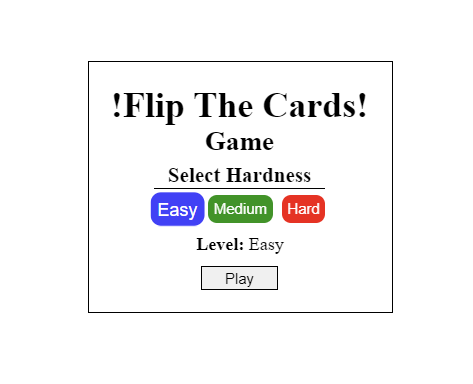 !Flip The Cards!
Game
Select Hardness
Easy Medium Hard
Level: Easy
Play